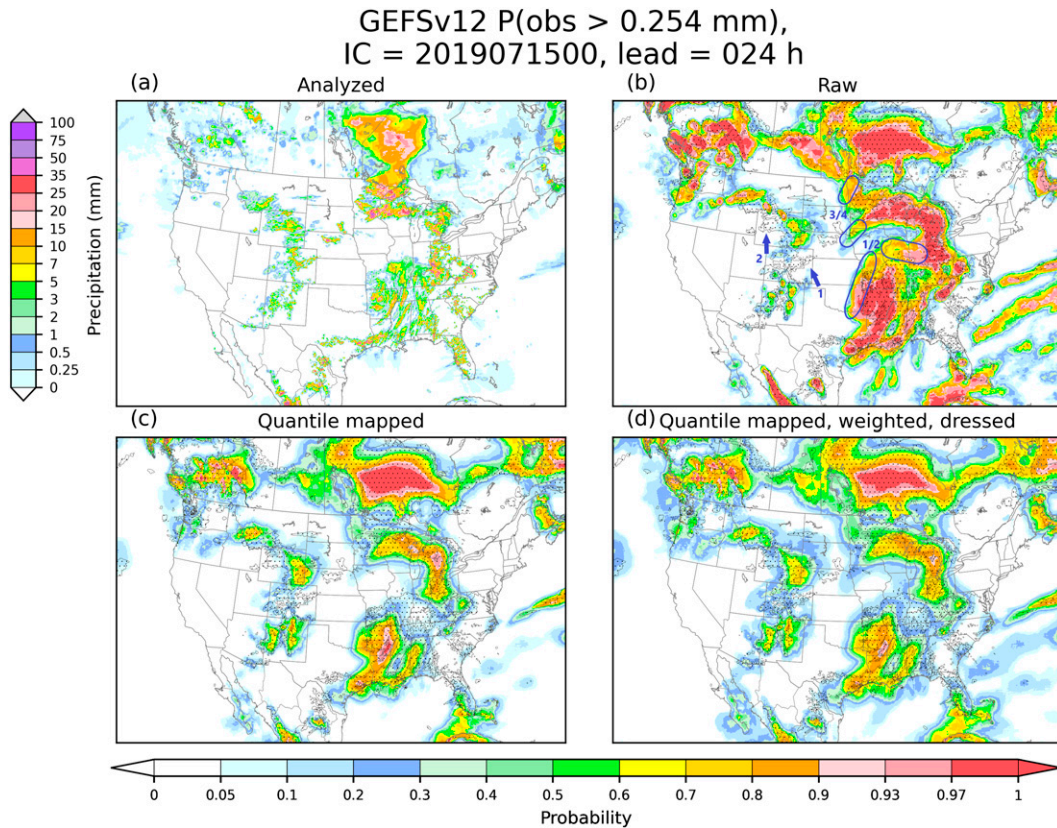 GEFSv12 P(obs > 0.254 mm),
IC = 2019071500, lead = 024 h
(a) Analyzed
(b) Raw
Precipitation (mm)
100
75
50
35
25
20
15
10
7
5
3
2
1
0.5
0.25
0
3/4
1/2
2
1
(c) Quantile mapped
(d) Quantile mapped, weighted, dressed
0 0.05 0.1 0.2 0.3 0.4 0.5 0.6 0.7 0.8 0.9 0.93 0.97 1
Probability